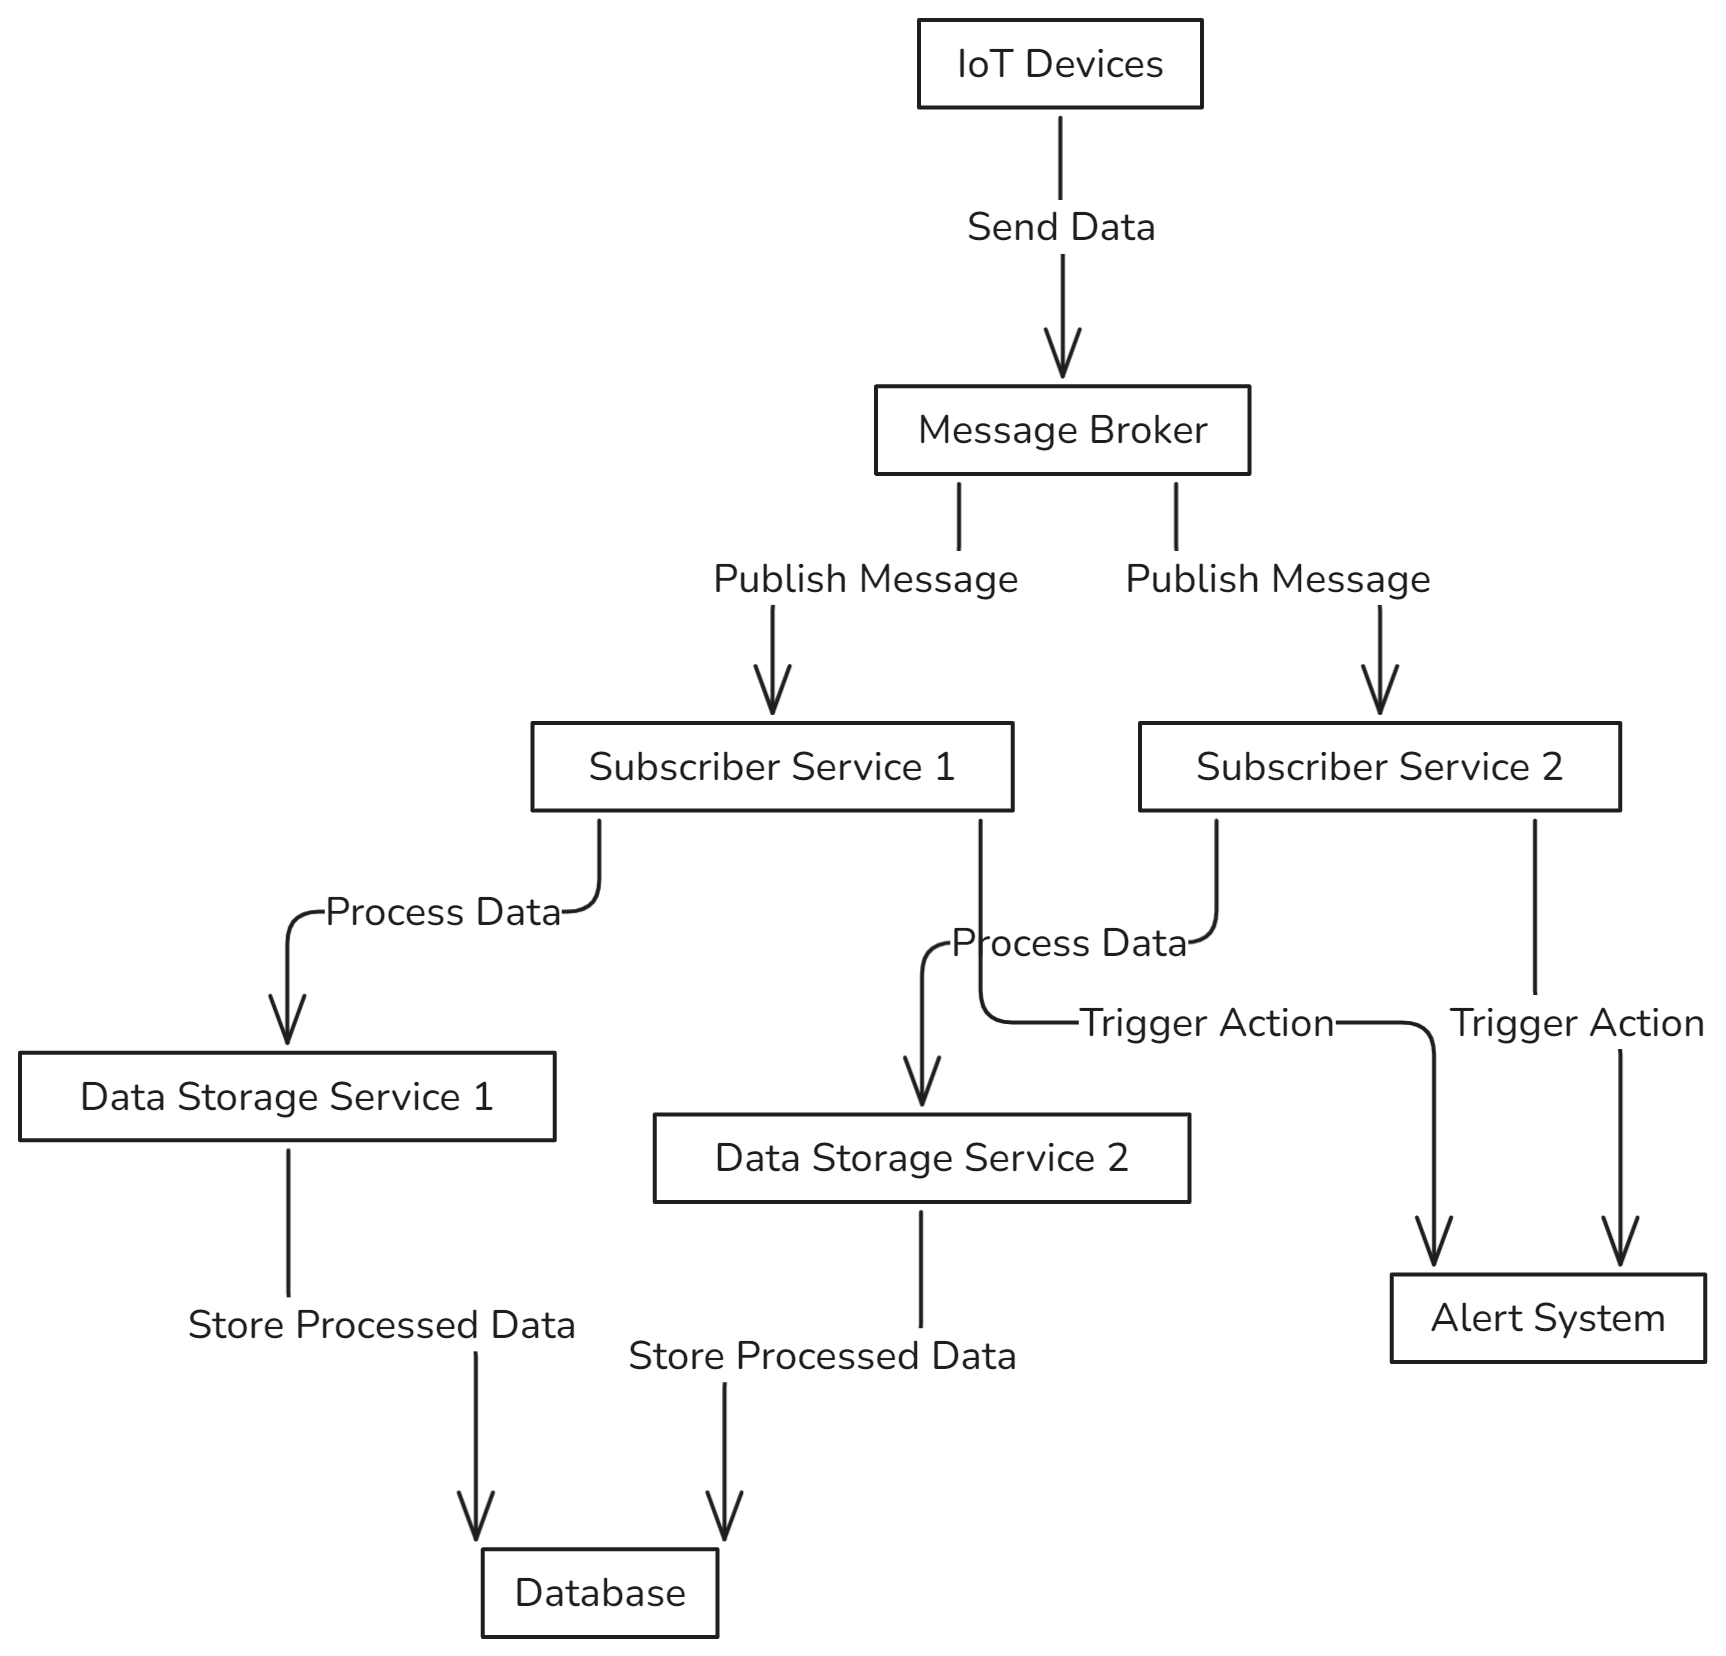 IoT Devices
Send Data
Message Broker
Publish Message
Publish Message
Subscriber Service 1
Subscriber Service 2
Process Data
Process Data
Trigger Action
Trigger Action
Data Storage Service 1
Data Storage Service 2
Store Processed Data
Alert System
Store Processed Data
Database